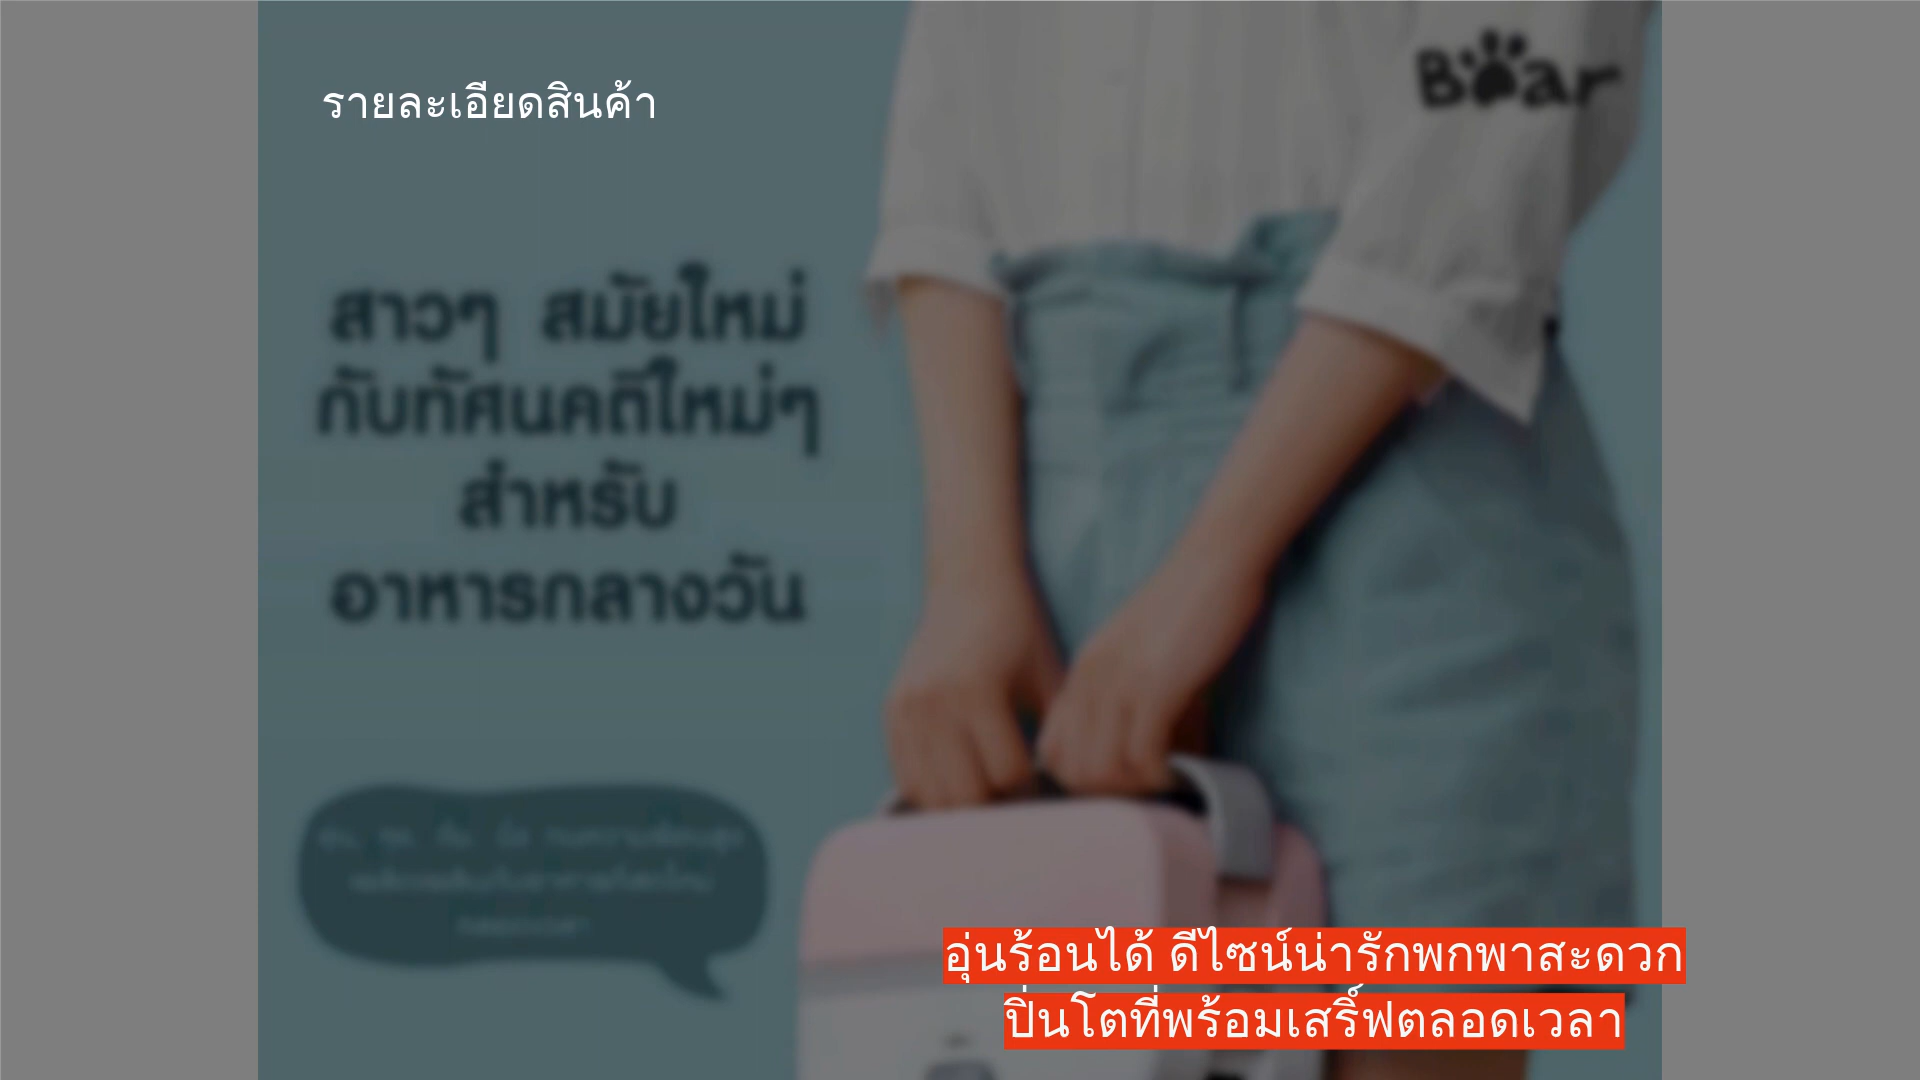 รายละเอียดสินค้า
Bear
สาวๆ สมัยใหม่
กับทัศนคติใหม่ๆ
สำหรับ
อาหารกลางวัน
อุ่นร้อนได้ ดีไซน์น่ารักพกพาสะดวก
ปิ่นโตที่พร้อมเสริ์ฟตลอดเวลา